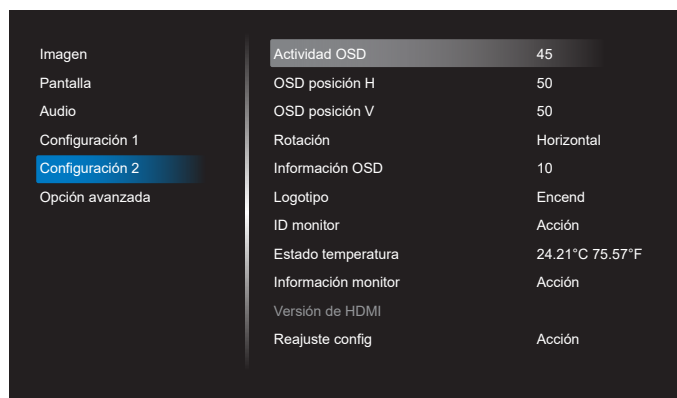 Imagen
Pantalla
Audio
Configuración 1
Configuración 2
Opción avanzada
Actividad OSD 45
OSD posición H 50
OSD posición V 50
Rotación Horizontal
Información OSD 10
Logotipo Encend
ID monitor Acción
Estado temperatura 24.21°C 75.57°F
Información monitor Acción
Versión de HDMI
Reajuste config Acción